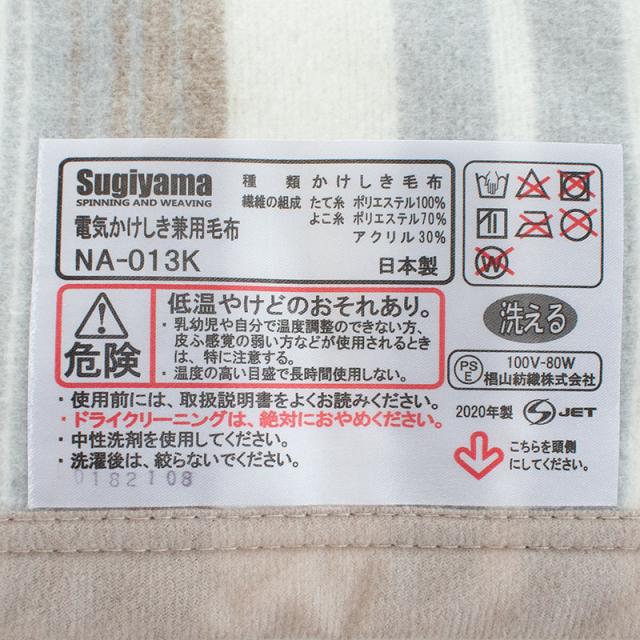 Sugiyama
SPINNING AND WEAVING
電気かけしき兼用毛布
NA-013K
種類 かけしき毛布
繊維の組成 たて糸 ポリエステル100%
よこ糸 ポリエステル70%
アクリル30%
日本製
危険
低温やけどのおそれあり。
・乳幼児や自分で温度調整のできない方、
皮ふ感覚の弱い方などが使用されるとき
は、特に注意する。
・温度の高い目盛で長時間使用しない。
・使用前には、取扱説明書をよくお読みください。
・ドライクリーニングは、絶対におやめください。
・中性洗剤を使用してください。
・洗濯後は、絞らないでください。
0182108
W
洗える
PSE
100V-80W
椙山紡織株式会社
2020年製
JET
こちらを頭側
にしてください。